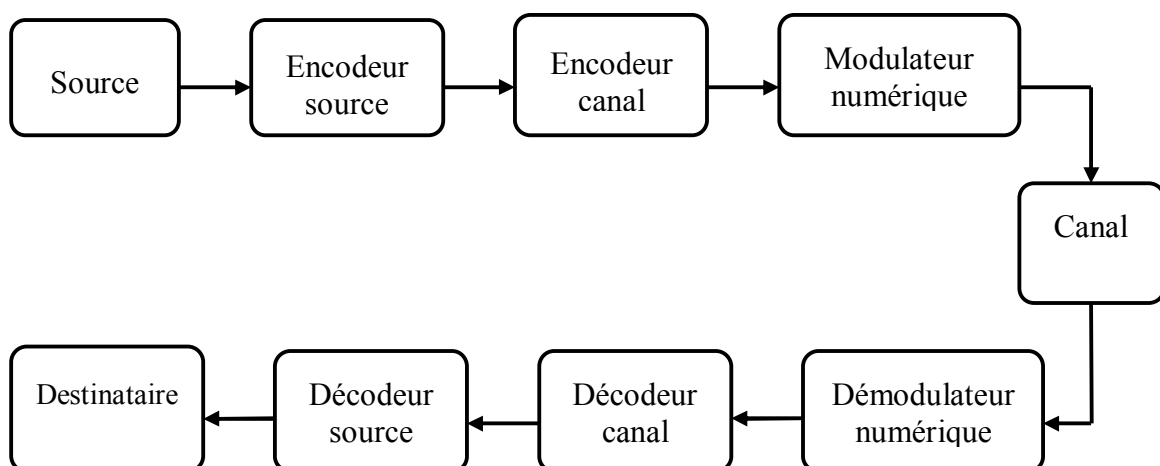 Source
Encodeur
source
Encodeur
canal
Modulateur
numérique
Canal
Destinataire
Décodeur
source
Décodeur
canal
Démodulateur
numérique